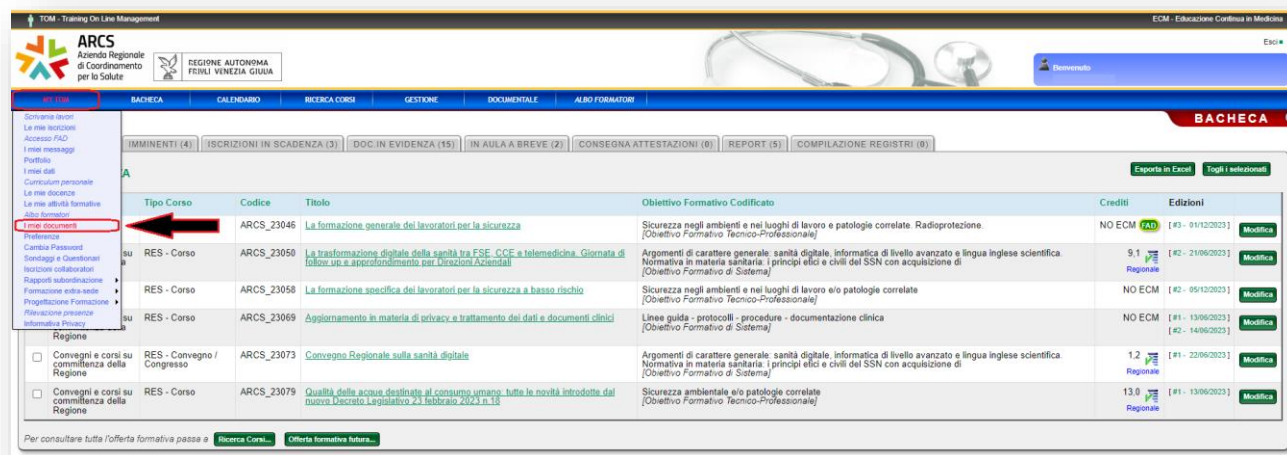 TOM - Training On Line Management
ECM - Educazione Continua in Medicina
ARCS
Azienda Regionale
di Coordinamento
per la Salute
REGIONE AUTONOMA
FRIULI VENEZIA GIULIA
Esci
Benvenuto
MY TOM BACHECA CALENDARIO RICERCA CORSI GESTIONE DOCUMENTALE ALBO FORMATORI
BACHECA
Scrivania lavori
Le mie iscrizioni
Accesso FAD
I miei messaggi
Portfolio
I miei dati
Curriculum personale
Le mie docenze
Le mie attività formative
Albo formatori
I miei documenti
Preferenze
Cambia Password
Sondaggi e Questionari
Iscrizioni collaboratori
Rapporti subordinazione
Formazione extra-sede
Progettazione Formazione
Rilevazione presenze
Informativa Privacy
IMMINENTI (4) ISCRIZIONI IN SCADENZA (3) DOC.IN EVIDENZA (15) IN AULA A BREVE (2) CONSEGNA ATTESTAZIONI (0) REPORT (5) COMPILAZIONE REGISTRI (0)
A
Esporta in Excel Togli i selezionati
Tipo Corso Codice Titolo Obiettivo Formativo Codificato Crediti Edizioni
ARCS_23046 La formazione generale dei lavoratori per la sicurezza Sicurezza negli ambienti e nei luoghi di lavoro e patologie correlate. Radioprotezione. NO ECM FAD [#3 - 01/12/2023] Modifica
[Obiettivo Formativo Tecnico-Professionale]
su RES - Corso ARCS_23050 La trasformazione digitale della sanità tra FSE, CCE e telemedicina. Giornata di Argomenti di carattere generale: sanità digitale, informatica di livello avanzato e lingua inglese scientifica. 9,1 [#2 - 21/06/2023] Modifica
a follow up e approfondimento per Direzioni Aziendali Normativa in materia sanitaria: i principi etici e civili del SSN con acquisizione di Regionale
[Obiettivo Formativo di Sistema]
RES - Corso ARCS_23058 La formazione specifica dei lavoratori per la sicurezza a basso rischio Sicurezza negli ambienti e nei luoghi di lavoro e/o patologie correlate NO ECM [#2 - 05/12/2023] Modifica
[Obiettivo Formativo Tecnico-Professionale]
su RES - Corso ARCS_23069 Aggiornamento in materia di privacy e trattamento dei dati e documenti clinici Linee guida - protocolli - procedure - documentazione clinica NO ECM [#1 - 13/06/2023] Modifica
[Obiettivo Formativo di Sistema] [#2 - 14/06/2023]
Regione
Convegni e corsi su RES - Convegno / ARCS_23073 Convegno Regionale sulla sanità digitale Argomenti di carattere generale: sanità digitale, informatica di livello avanzato e lingua inglese scientifica. 1,2 [#1 - 22/06/2023] Modifica
committenza della Congresso Normativa in materia sanitaria: i principi etici e civili del SSN con acquisizione di Regionale
Regione [Obiettivo Formativo di Sistema]
Convegni e corsi su RES - Corso ARCS_23079 Qualità delle acque destinate al consumo umano: tutte le novità introdotte dal Sicurezza ambientale e/o patologie correlate 13,0 [#1 - 13/06/2023] Modifica
committenza della nuovo Decreto Legislativo 23 febbraio 2023 n.18 [Obiettivo Formativo Tecnico-Professionale] Regionale
Regione
Per consultare tutta l'offerta formativa passa a Ricerca Corsi... Offerta formativa futura...